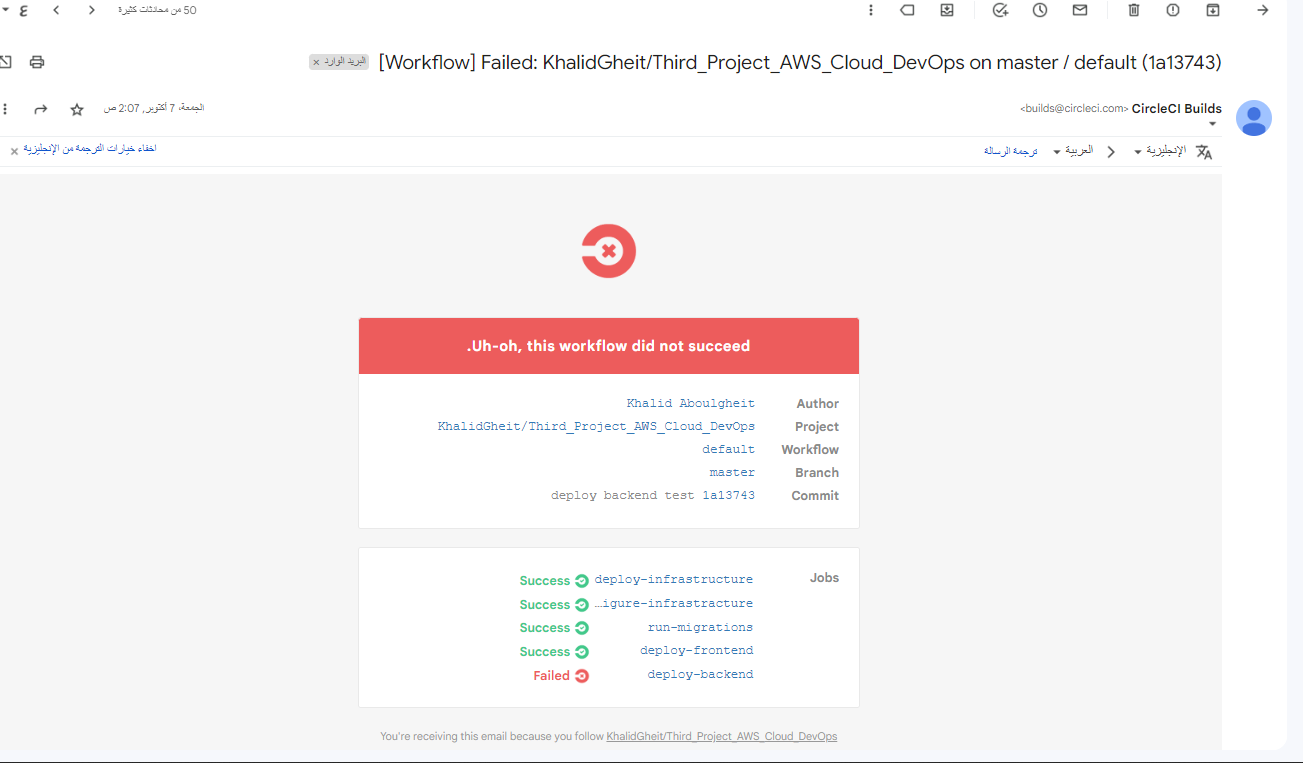 50 من محادثات كثيرة
ع
[Workflow] Failed: KhalidGheit/Third_Project_AWS_Cloud_DevOps on master / default (1a13743)
البريد الوارد ×
CircleCI Builds <builds@circleci.com>
الجمعة، 7 أكتوبر, 2:07 ص
الإنجليزية
العربية
ترجمة الرسالة
اخفاء خيارات الترجمة من الإنجليزية ×
.Uh-oh, this workflow did not succeed
Khalid Aboulgheit Author
KhalidGheit/Third_Project_AWS_Cloud_DevOps Project
default Workflow
master Branch
deploy backend test 1a13743 Commit
Jobs
Success deploy-infrastructure
Success ...igure-infrastracture
Success run-migrations
Success deploy-frontend
Failed deploy-backend
You're receiving this email because you follow KhalidGheit/Third_Project_AWS_Cloud_DevOps